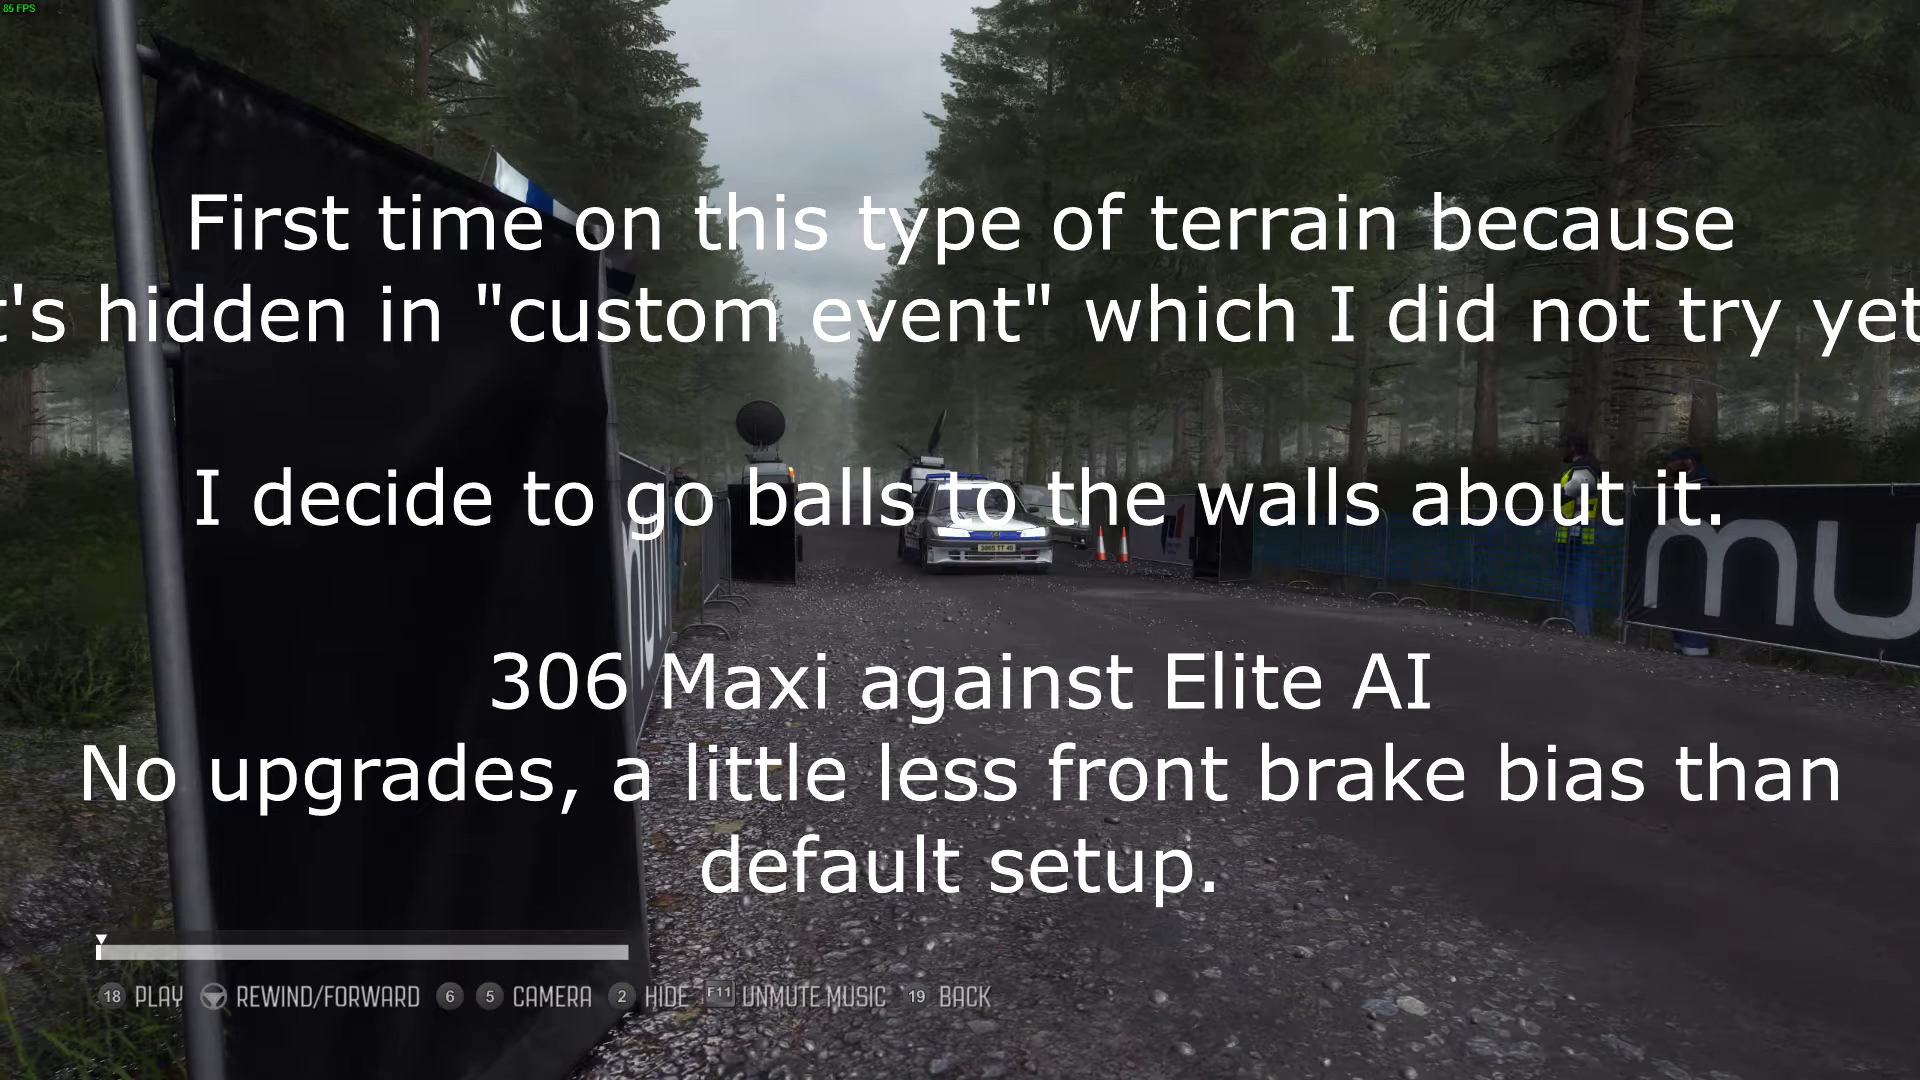 85 FPS
First time on this type of terrain because
t's hidden in "custom event" which I did not try yet
I decide to go balls to the walls about it.
306 Maxi against Elite AI
No upgrades, a little less front brake bias than
default setup.
mu
3065 TT 45
18 PLAY REWIND/FORWARD 6 5 CAMERA 2 HIDE F11 UNMUTE MUSIC 19 BACK